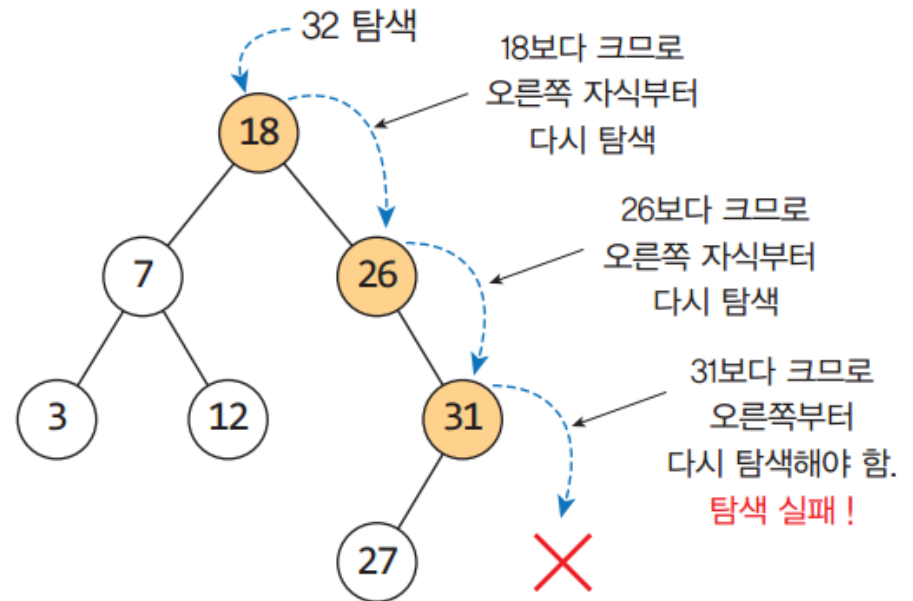 32 탐색
18보다 크므로
오른쪽 자식부터
다시 탐색
18
26보다 크므로
오른쪽 자식부터
다시 탐색
7
26
31보다 크므로
오른쪽부터
다시 탐색해야 함.
탐색 실패 !
3
12
31
27